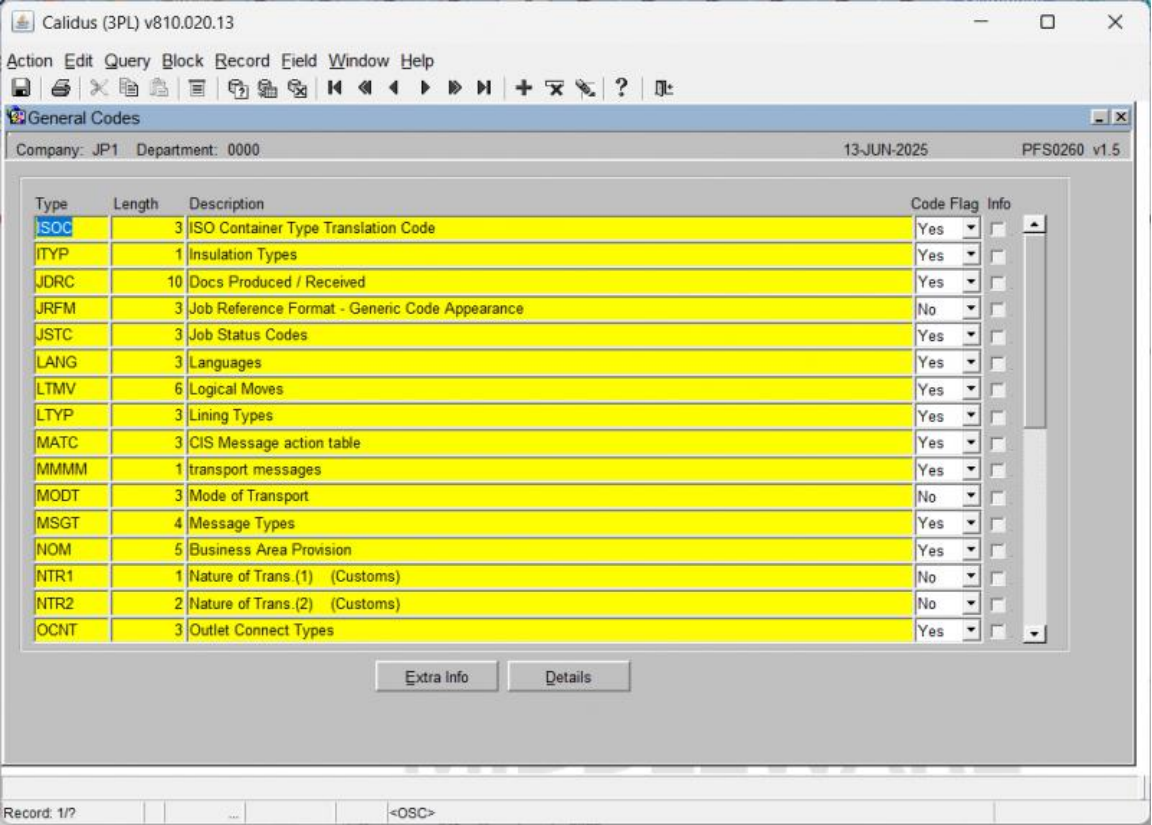 Calidus (3PL) v810.020.13
Action Edit Query Block Record Field Window Help
General Codes
Company: JP1 Department: 0000 13-JUN-2025 PFS0260 v1.5
Type Length Description Code Flag Info
ISOC 3 ISO Container Type Translation Code Yes
ITYP 1 Insulation Types Yes
JDRC 10 Docs Produced / Received Yes
JRFM 3 Job Reference Format - Generic Code Appearance No
JSTC 3 Job Status Codes Yes
LANG 3 Languages Yes
LTMV 6 Logical Moves Yes
LTYP 3 Lining Types Yes
MATC 3 CIS Message action table Yes
MMMM 1 transport messages Yes
MODT 3 Mode of Transport No
MSGT 4 Message Types Yes
NOM 5 Business Area Provision Yes
NTR1 1 Nature of Trans.(1) (Customs) No
NTR2 2 Nature of Trans.(2) (Customs) No
OCNT 3 Outlet Connect Types Yes
Extra Info Details
Record: 1/? ... <OSC>